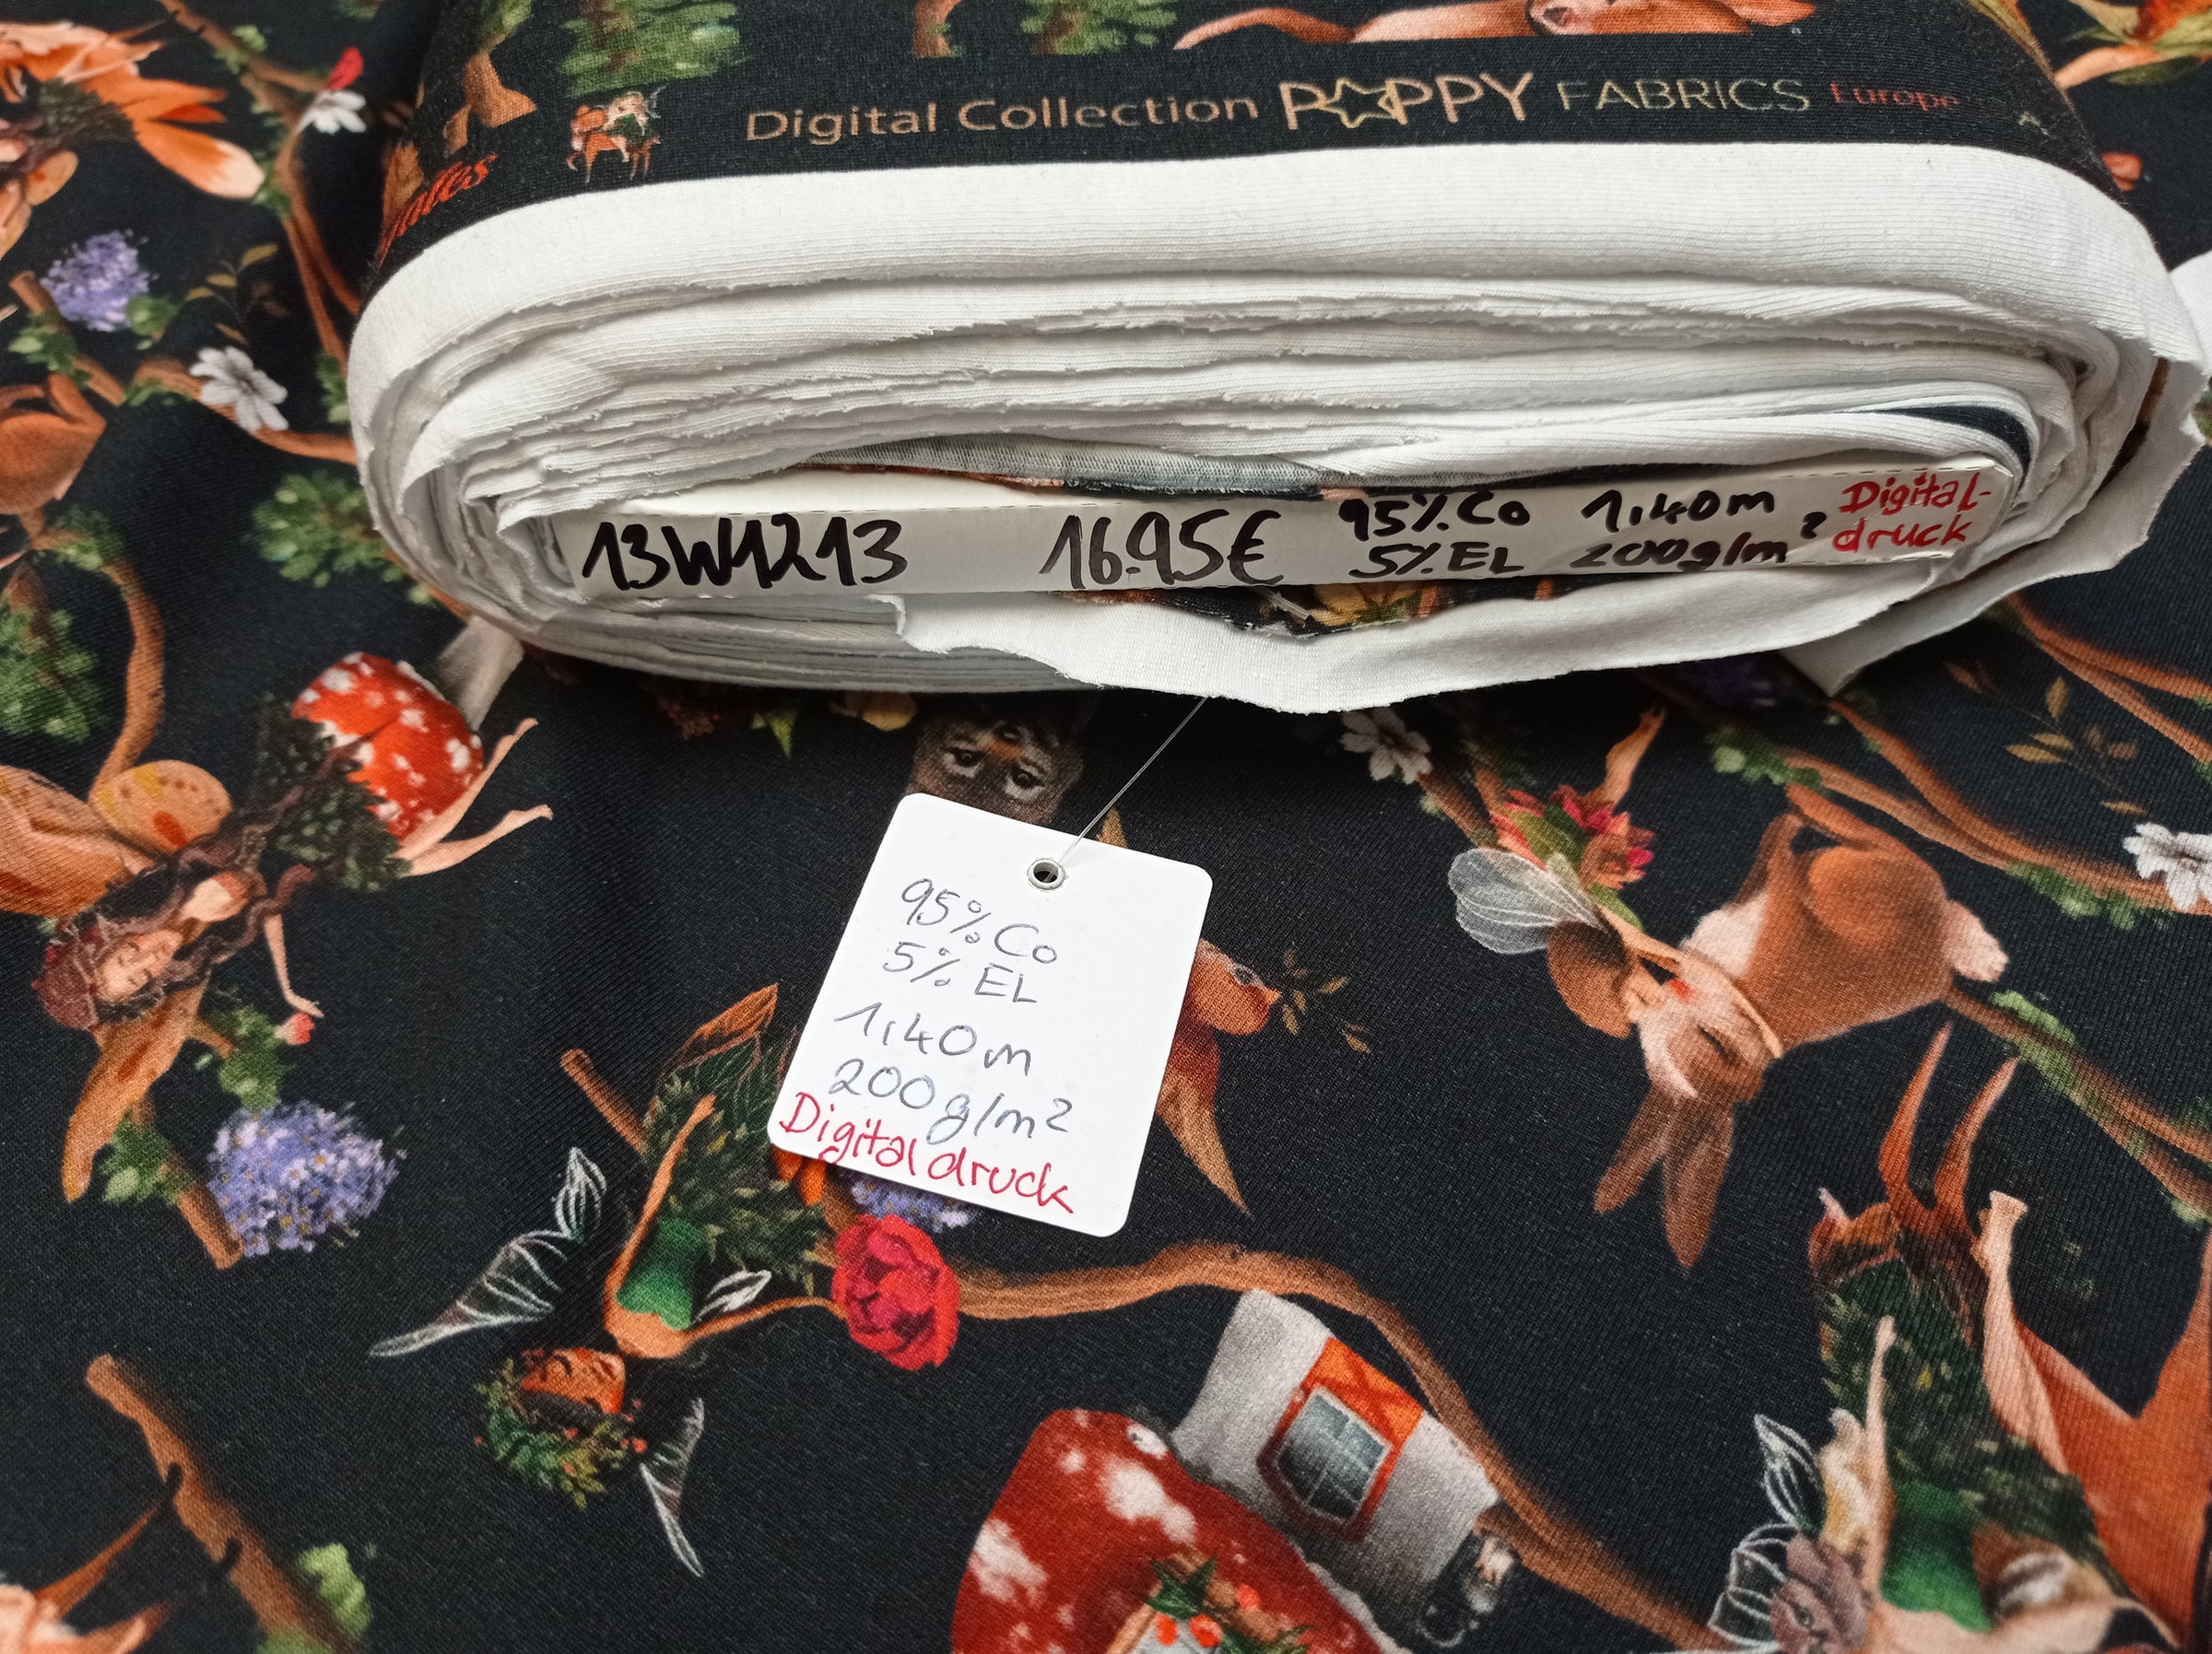 Digital Collection POPPY FABRICS Europe
13W1213 16.95€ 95% Co 1,40m Digital-
5% EL 200g/m² druck
95% Co
5% EL
1,40m
200g/m²
Digitaldruck